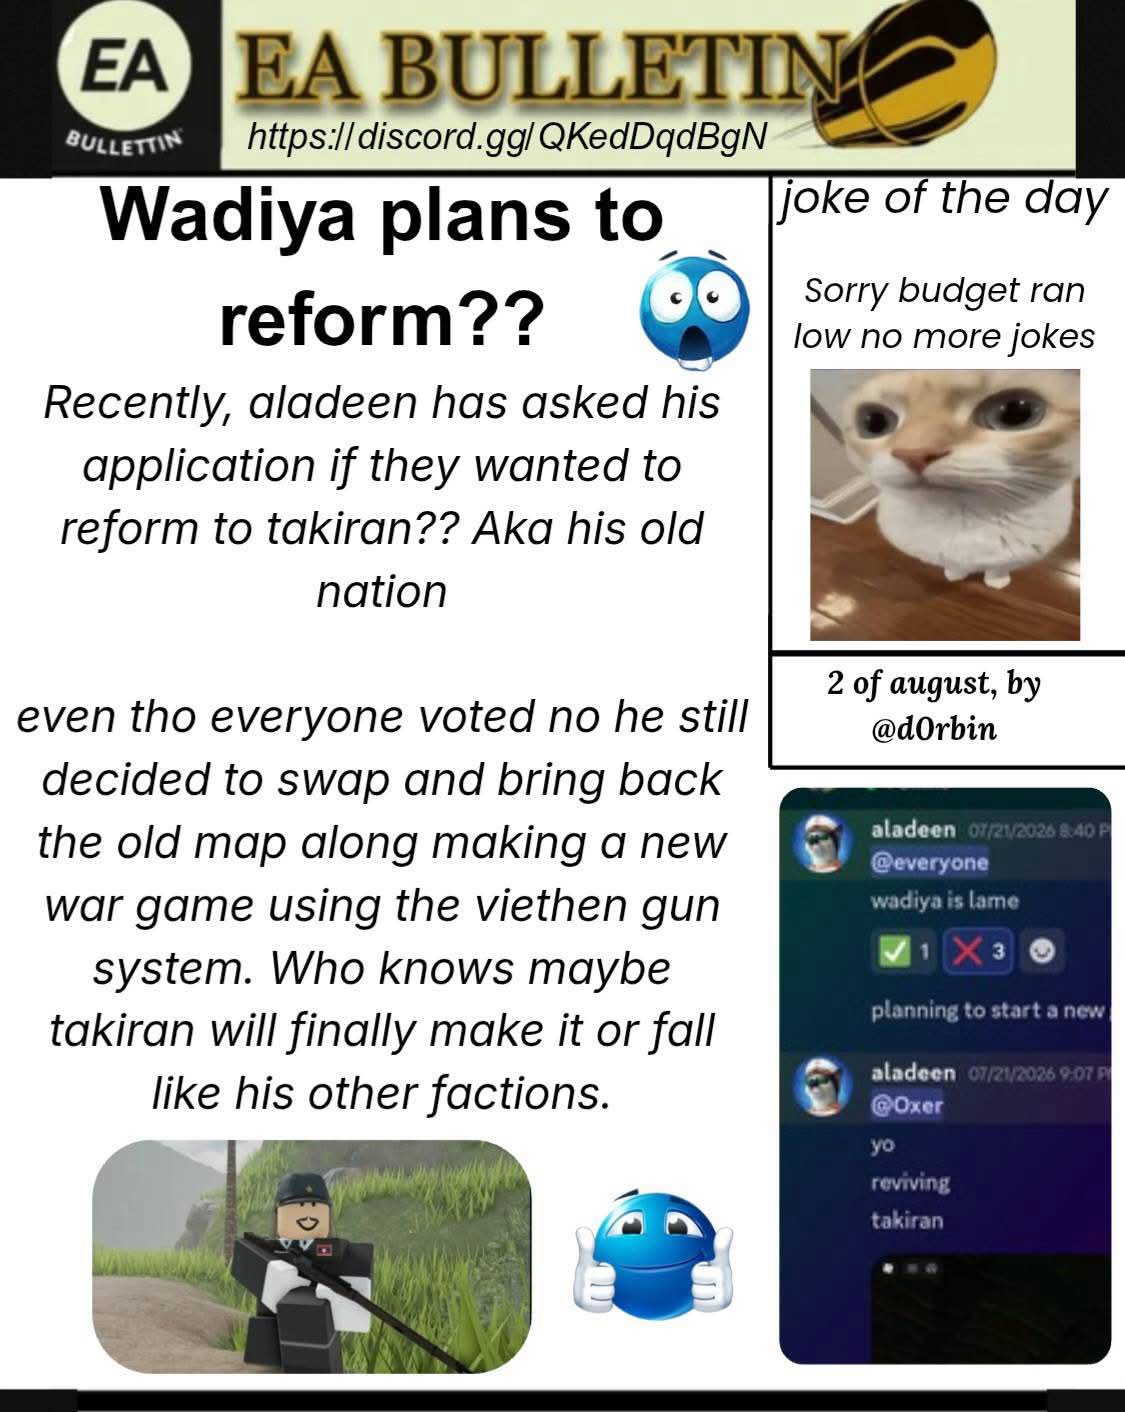 EA
BULLETTIN
EA BULLETIN
https://discord.gg/QKedDqdBgN
Wadiya plans to
reform??
Recently, aladeen has asked his
application if they wanted to
reform to takiran?? Aka his old
nation
even tho everyone voted no he still
decided to swap and bring back
the old map along making a new
war game using the viethen gun
system. Who knows maybe
takiran will finally make it or fall
like his other factions.
joke of the day
Sorry budget ran
low no more jokes
2 of august, by
@d0rbin
aladeen 07/21/2026 8:40 P
@everyone
wadiya is lame
1 3
planning to start a new
aladeen 07/21/2026 9:07 P
@Oxer
yo
reviving
takiran